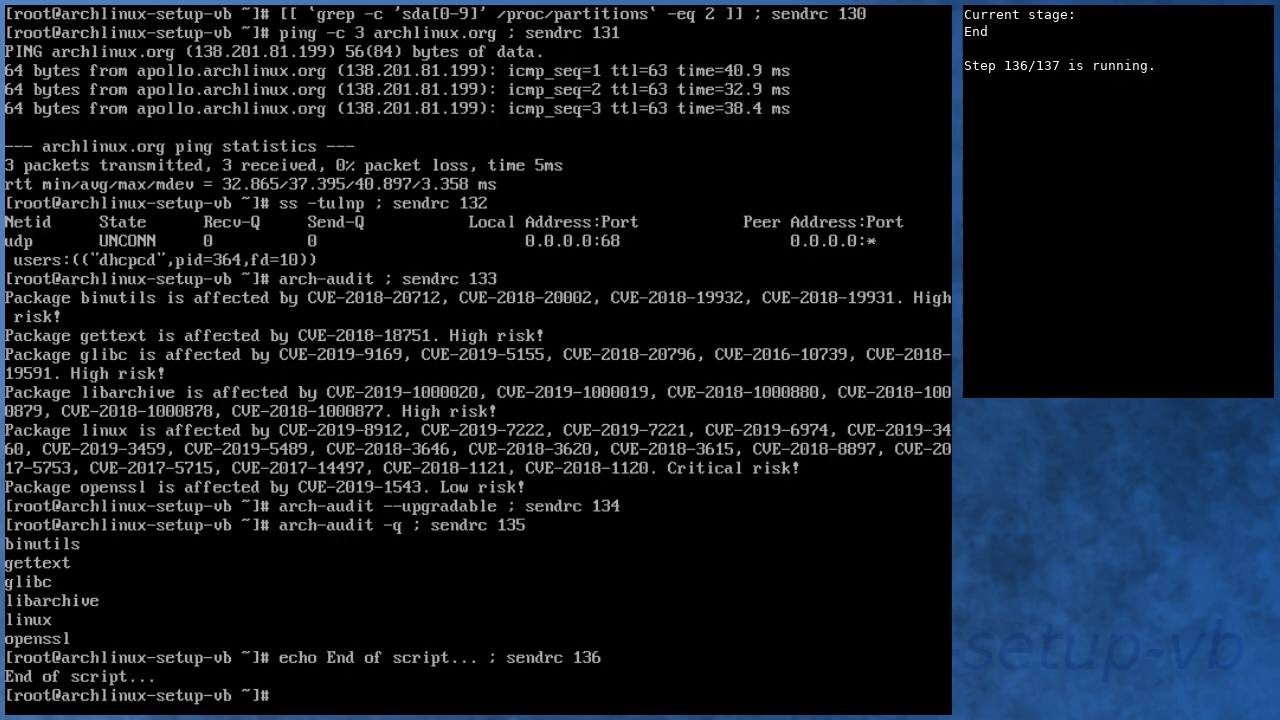 [root@archlinux-setup-vb ~]# [[ `grep -c 'sda[0-9]' /proc/partitions` -eq 2 ]] ; sendrc 130
[root@archlinux-setup-vb ~]# ping -c 3 archlinux.org ; sendrc 131
PING archlinux.org (138.201.81.199) 56(84) bytes of data.
64 bytes from apollo.archlinux.org (138.201.81.199): icmp_seq=1 ttl=63 time=40.9 ms
64 bytes from apollo.archlinux.org (138.201.81.199): icmp_seq=2 ttl=63 time=32.9 ms
64 bytes from apollo.archlinux.org (138.201.81.199): icmp_seq=3 ttl=63 time=38.4 ms
--- archlinux.org ping statistics ---
3 packets transmitted, 3 received, 0% packet loss, time 5ms
rtt min/avg/max/mdev = 32.865/37.395/40.897/3.358 ms
[root@archlinux-setup-vb ~]# ss -tulnp ; sendrc 132
Netid State Recv-Q Send-Q Local Address:Port Peer Address:Port
udp UNCONN 0 0 0.0.0.0:68 0.0.0.0:*
users:(("dhcpcd",pid=364,fd=10))
[root@archlinux-setup-vb ~]# arch-audit ; sendrc 133
Package binutils is affected by CVE-2018-20712, CVE-2018-20002, CVE-2018-19932, CVE-2018-19931. High
risk!
Package gettext is affected by CVE-2018-18751. High risk!
Package glibc is affected by CVE-2019-9169, CVE-2019-5155, CVE-2018-20796, CVE-2016-10739, CVE-2018-
19591. High risk!
Package libarchive is affected by CVE-2019-1000020, CVE-2019-1000019, CVE-2018-1000880, CVE-2018-100
0879, CVE-2018-1000878, CVE-2018-1000877. High risk!
Package linux is affected by CVE-2019-8912, CVE-2019-7222, CVE-2019-7221, CVE-2019-6974, CVE-2019-34
60, CVE-2019-3459, CVE-2019-5489, CVE-2018-3646, CVE-2018-3620, CVE-2018-3615, CVE-2018-8897, CVE-20
17-5753, CVE-2017-5715, CVE-2017-14497, CVE-2018-1121, CVE-2018-1120. Critical risk!
Package openssl is affected by CVE-2019-1543. Low risk!
[root@archlinux-setup-vb ~]# arch-audit --upgradable ; sendrc 134
[root@archlinux-setup-vb ~]# arch-audit -q ; sendrc 135
binutils
gettext
glibc
libarchive
linux
openssl
[root@archlinux-setup-vb ~]# echo End of script... ; sendrc 136
End of script...
[root@archlinux-setup-vb ~]#
Current stage:
End
Step 136/137 is running.
-setup-vb